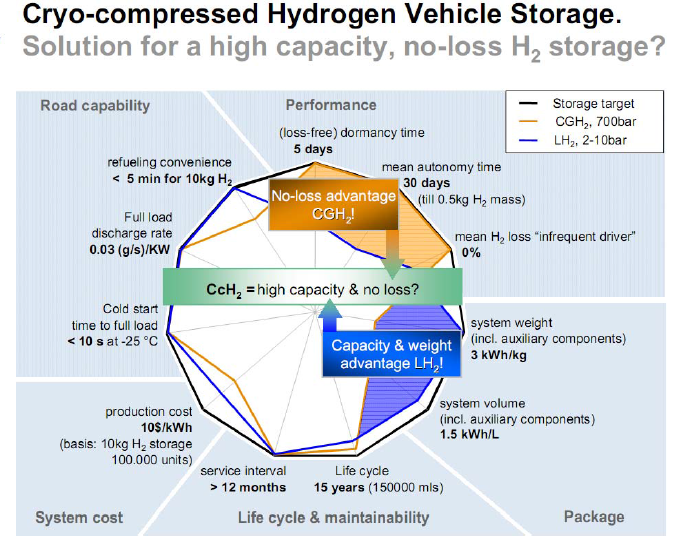 Cryo-compressed Hydrogen Vehicle Storage.
Solution for a high capacity, no-loss H₂ storage?
Road capability
Performance
Storage target
CGH₂, 700bar
LH₂, 2-10bar
(loss-free) dormancy time
5 days
refueling convenience
< 5 min for 10kg H₂
mean autonomy time
30 days
(till 0.5kg H₂ mass)
No-loss advantage
CGH₂!
Full load
discharge rate
0.03 (g/s)/KW
mean H₂ loss "infrequent driver"
0%
CcH₂ = high capacity & no loss?
Cold start
time to full load
< 10 s at -25 °C
Capacity & weight
advantage LH₂!
system weight
(incl. auxiliary components)
3 kWh/kg
production cost
10$/kWh
(basis: 10kg H₂ storage
100.000 units)
system volume
(incl. auxiliary components)
1.5 kWh/L
service interval
> 12 months
Life cycle
15 years (150000 mls)
System cost
Life cycle & maintainability
Package